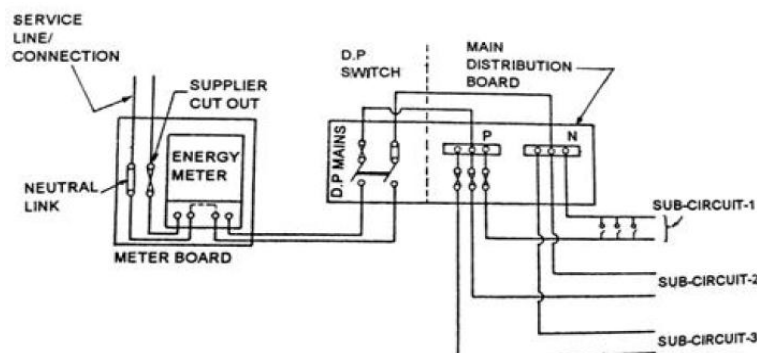 SERVICE
LINE/
CONNECTION
SUPPLIER
CUT OUT
ENERGY
METER
NEUTRAL
LINK
METER BOARD
D.P
SWITCH
MAIN
DISTRIBUTION
BOARD
D.P MAINS
P
N
SUB-CIRCUIT-1
SUB-CIRCUIT-2
SUB-CIRCUIT-3